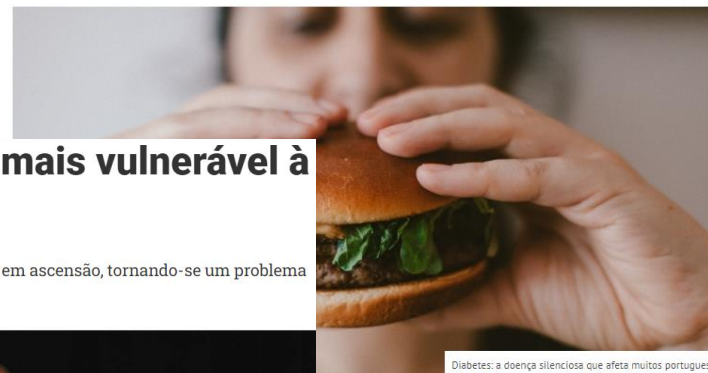 mais vulnerável à
em ascensão, tornando-se um problema
Diabetes: a doença silenciosa que afeta muitos portugues